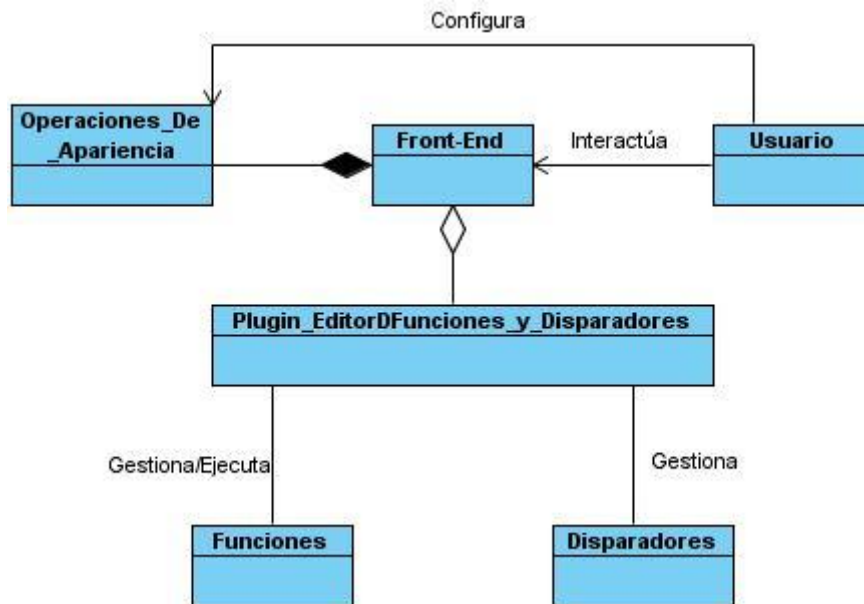 Configura
Operaciones_De
_Apariencia
Front-End
Interactúa
Usuario
Plugin_EditorDFunciones_y_Disparadores
Gestiona/Ejecuta
Gestiona
Funciones
Disparadores